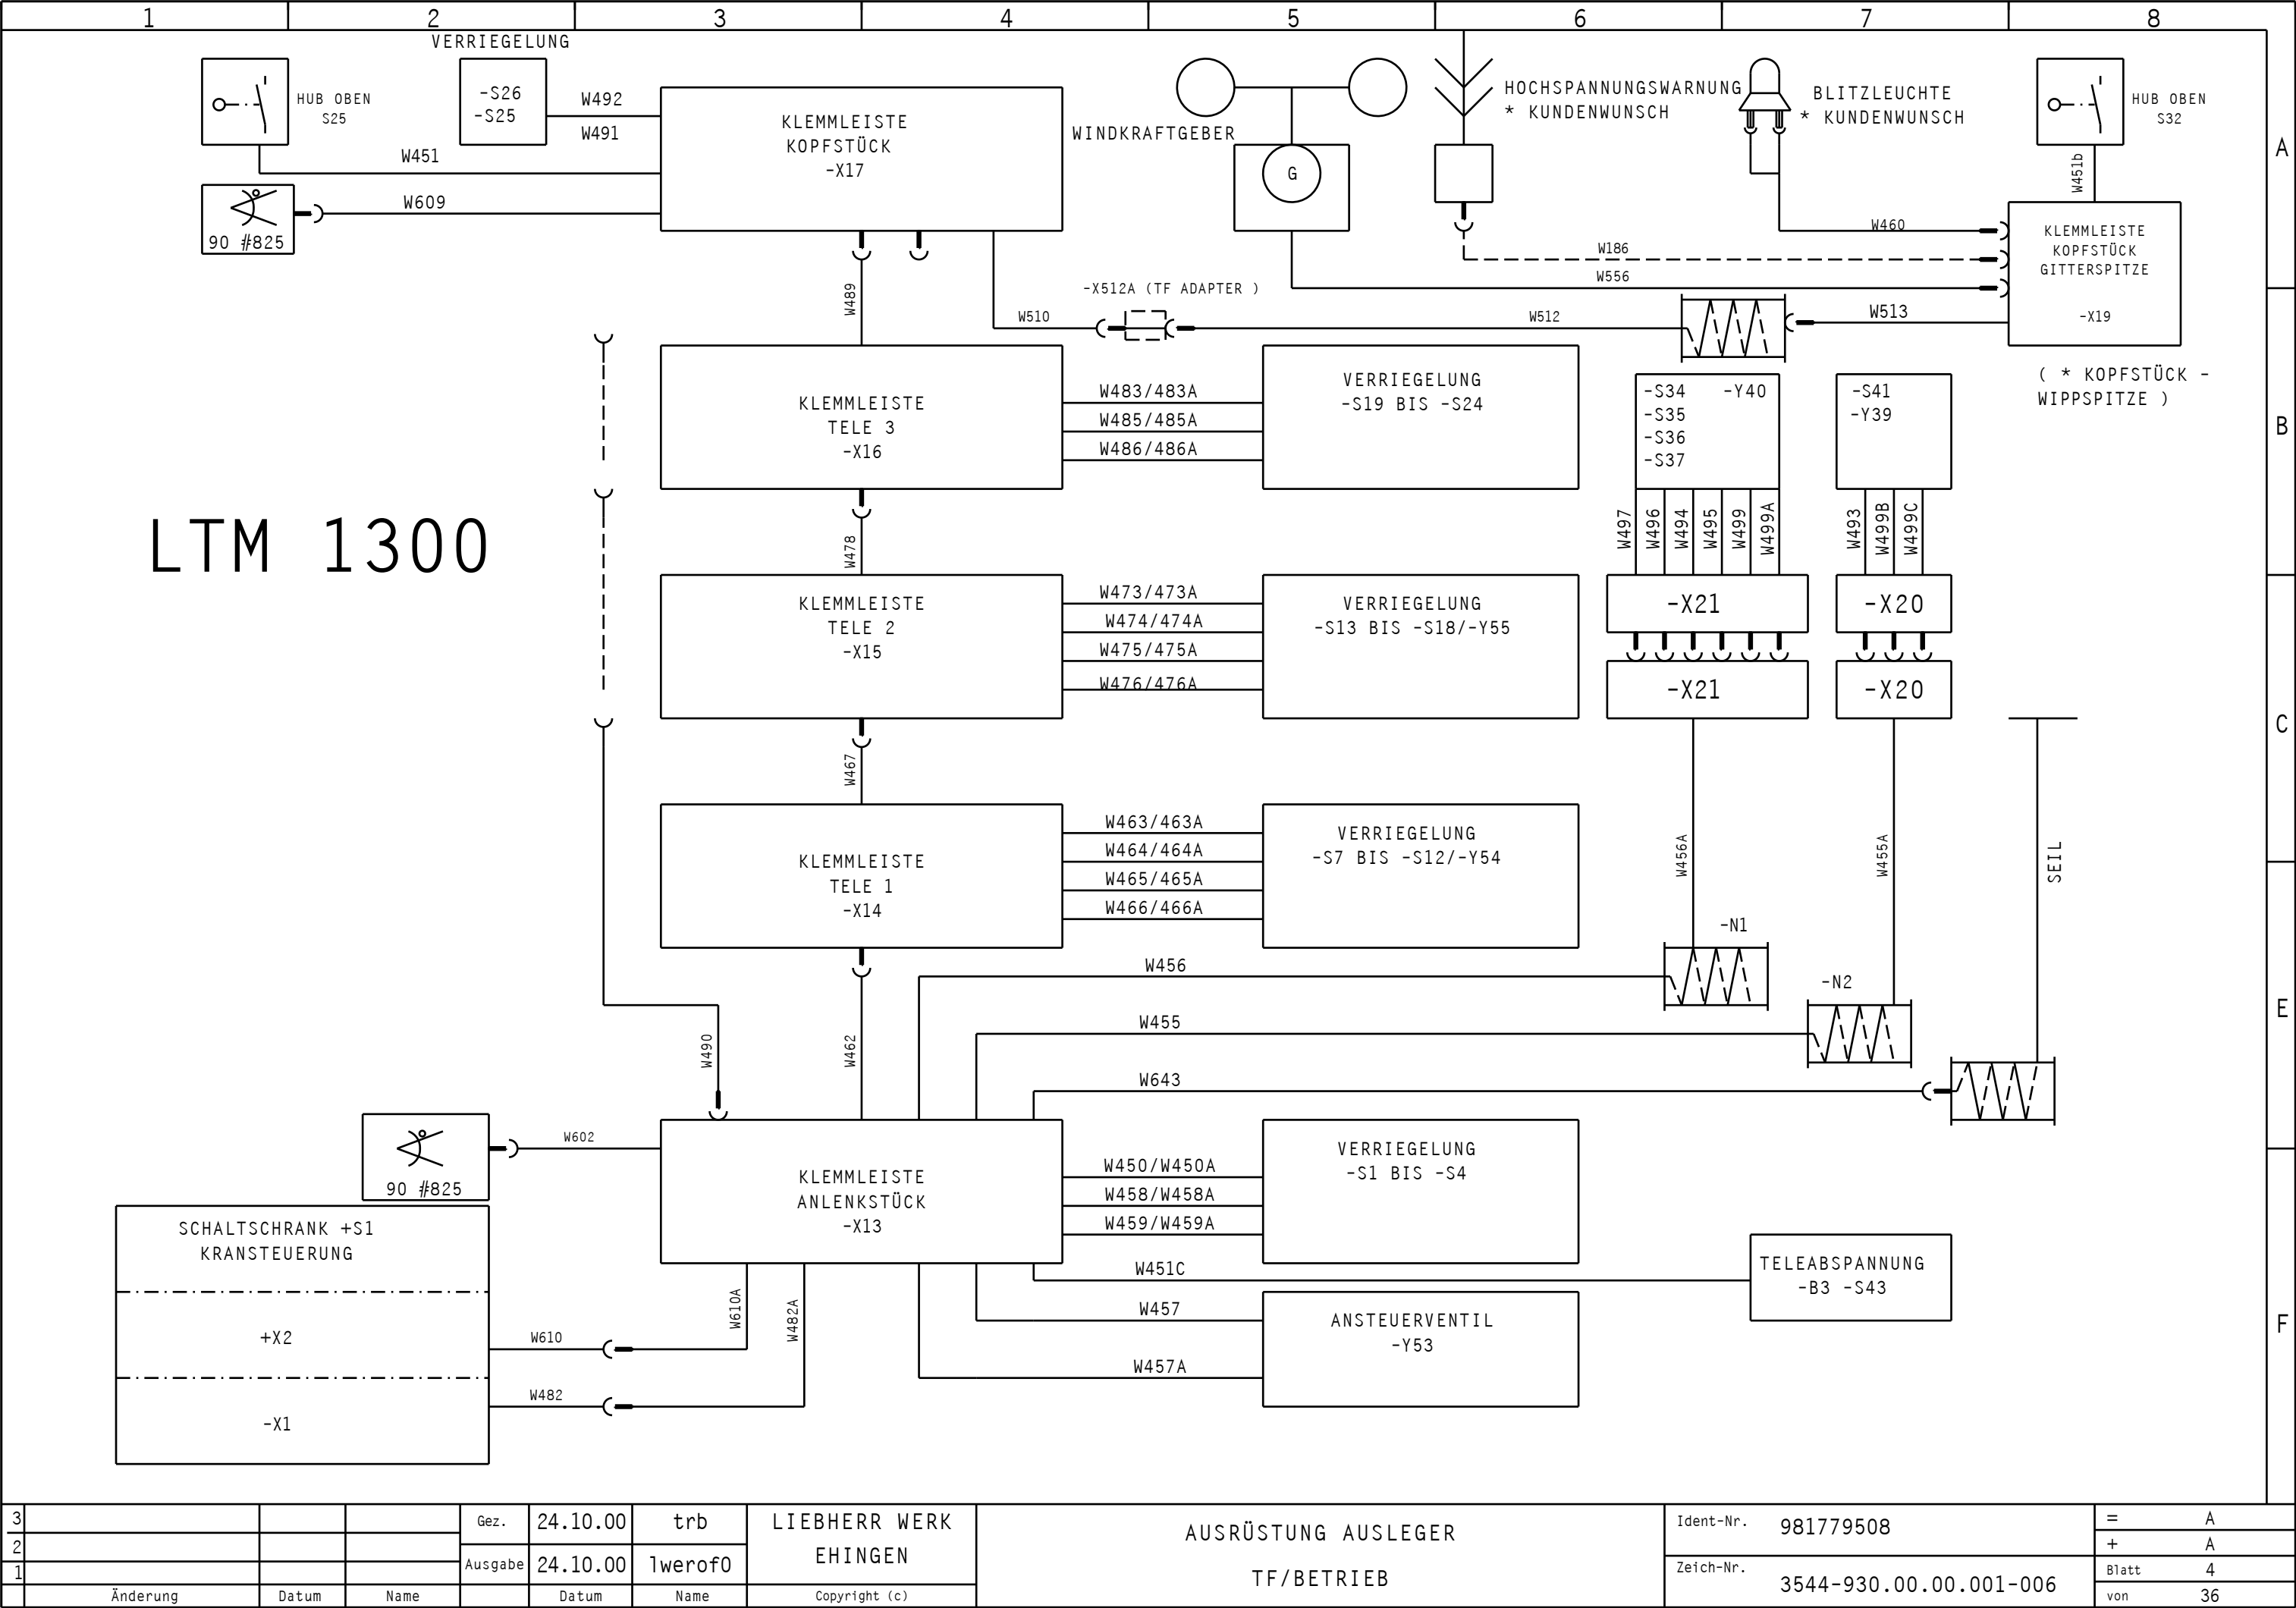 1 2 3 4 5 6 7 8
A
B
C
E
F
VERRIEGELUNG
-S26
-S25
HUB OBEN
S25
W492
W491
W451
W609
90 #825
KLEMMLEISTE
KOPFSTÜCK
-X17
WINDKRAFTGEBER
G
HOCHSPANNUNGSWARNUNG
* KUNDENWUNSCH
BLITZLEUCHTE
* KUNDENWUNSCH
HUB OBEN
S32
W451b
W460
W186
W556
KLEMMLEISTE
KOPFSTÜCK
GITTERSPITZE
-X19
W489
-X512A (TF ADAPTER )
W510
W512
W513
( * KOPFSTÜCK -
WIPPSPITZE )
KLEMMLEISTE
TELE 3
-X16
W483/483A
W485/485A
W486/486A
VERRIEGELUNG
-S19 BIS -S24
-S34 -Y40
-S35
-S36
-S37
-S41
-Y39
LTM 1300
W478
W497
W496
W494
W495
W499
W499A
W493
W499B
W499C
KLEMMLEISTE
TELE 2
-X15
W473/473A
W474/474A
W475/475A
W476/476A
VERRIEGELUNG
-S13 BIS -S18/-Y55
-X21
-X20
-X21
-X20
W467
KLEMMLEISTE
TELE 1
-X14
W463/463A
W464/464A
W465/465A
W466/466A
VERRIEGELUNG
-S7 BIS -S12/-Y54
W456A
W455A
SEIL
-N1
-N2
W456
W455
W643
W490
W462
90 #825
W602
KLEMMLEISTE
ANLENKSTÜCK
-X13
W450/W450A
W458/W458A
W459/W459A
VERRIEGELUNG
-S1 BIS -S4
SCHALTSCHRANK +S1
KRANSTEUERUNG
+X2
-X1
W610
W482
W610A
W482A
W451C
W457
W457A
ANSTEUERVENTIL
-Y53
TELEABSPANNUNG
-B3 -S43
3
2
1
Änderung Datum Name
Gez. 24.10.00 trb
Ausgabe 24.10.00 lwerof0
Datum Name
LIEBHERR WERK
EHINGEN
Copyright (c)
AUSRÜSTUNG AUSLEGER
TF/BETRIEB
Ident-Nr. 981779508
Zeich-Nr. 3544-930.00.00.001-006
= A
+ A
Blatt 4
von 36